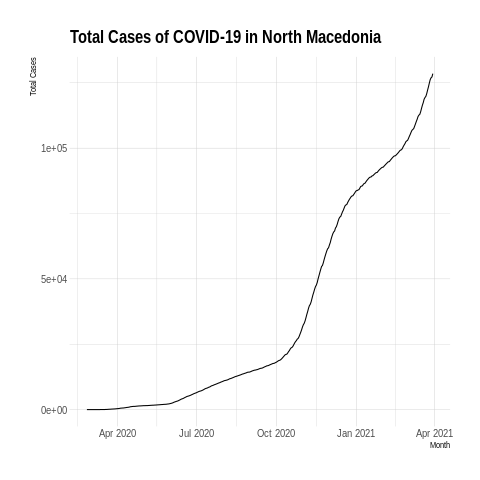 Total Cases of COVID-19 in North Macedonia
Total Cases
1e+05
5e+04
0e+00
Apr 2020 Jul 2020 Oct 2020 Jan 2021 Apr 2021
Month